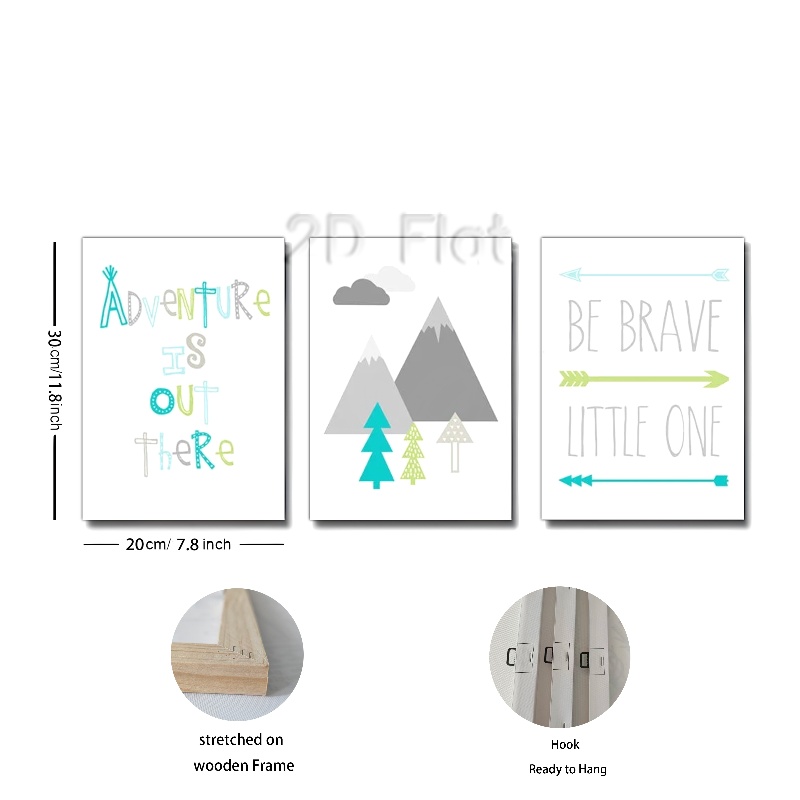 2D Flat
ADVENTURE
IS
OUT
THERE
BE BRAVE
LITTLE ONE
30cm/11.8inch
20cm/ 7.8 inch
stretched on
wooden Frame
Hook
Ready to Hang